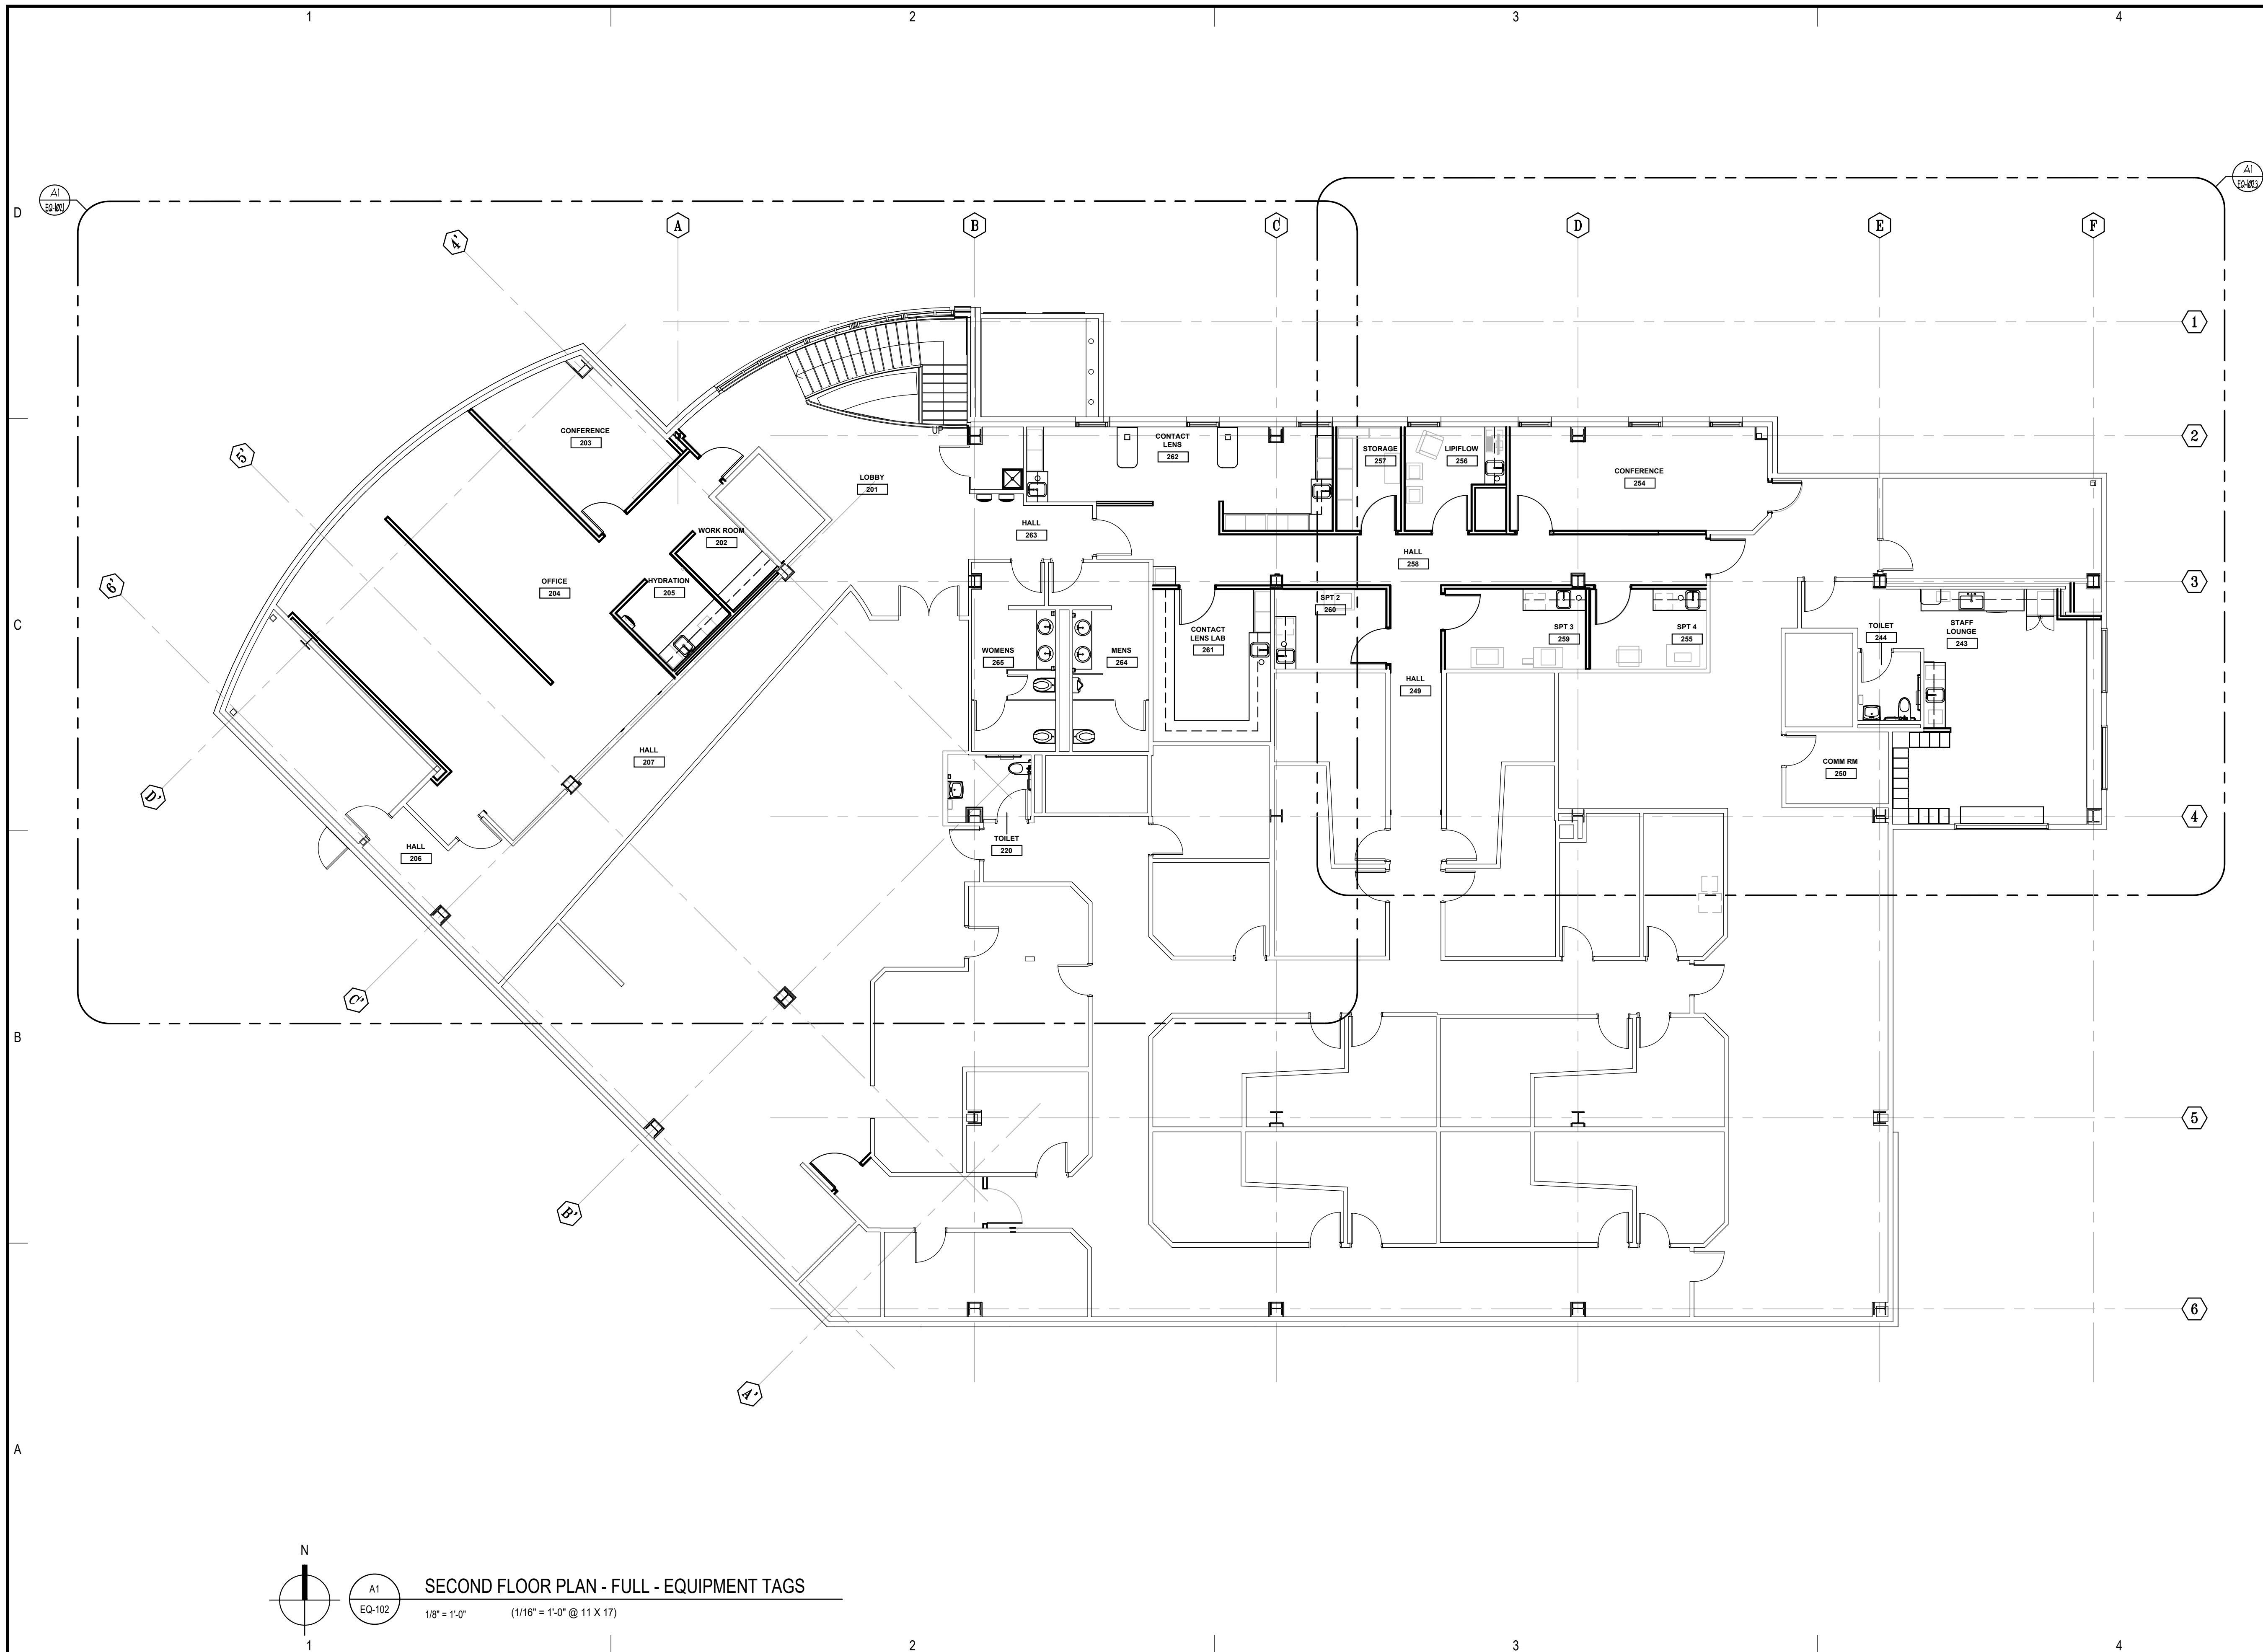 1
2
3
4
D
C
B
A
A1
A1
A
B
C
D
E
F
4'
5'
6'
D'
C'
B'
A'
1
2
3
4
5
6
UP
CONFERENCE
203
LOBBY
201
WORK ROOM
202
HYDRATION
205
OFFICE
204
HALL
207
HALL
206
CONTACT
LENS
262
STORAGE
257
LIPIFLOW
256
CONFERENCE
254
HALL
263
HALL
258
SPT 2
260
SPT 3
259
SPT 4
255
CONTACT
LENS LAB
261
WOMENS
265
MENS
264
HALL
249
TOILET
244
STAFF
LOUNGE
243
COMM RM
250
TOILET
220
N
A1
EQ-102
SECOND FLOOR PLAN - FULL - EQUIPMENT TAGS
1/8" = 1'-0"
(1/16" = 1'-0" @ 11 X 17)
1
2
3
4